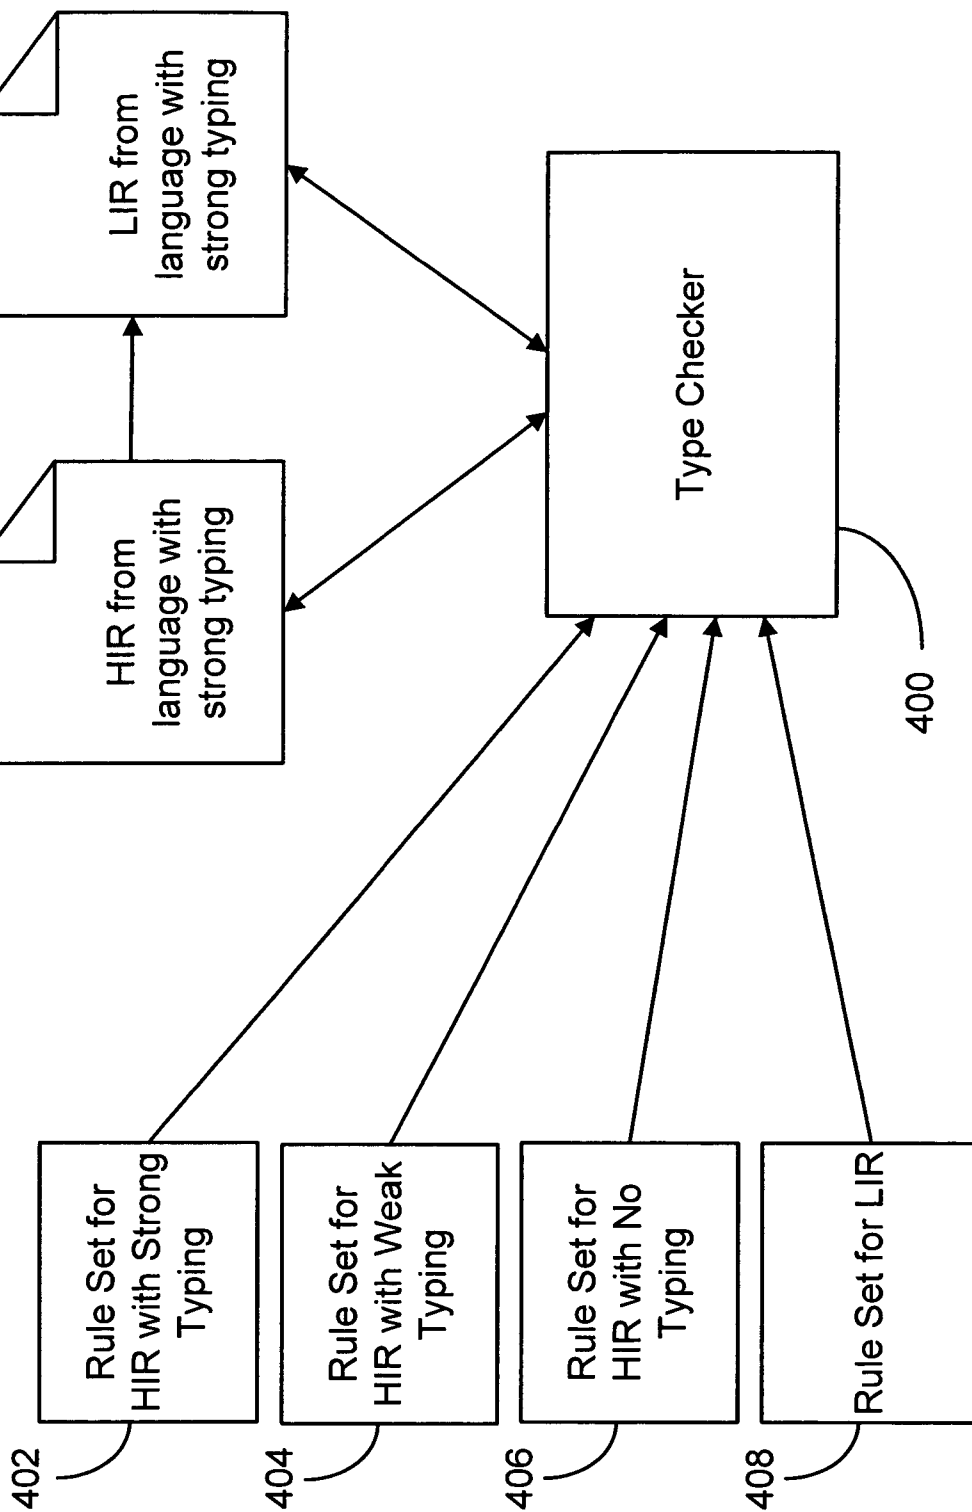 402
Rule Set for
HIR with Strong
Typing
404
Rule Set for
HIR with Weak
Typing
406
Rule Set for
HIR with No
Typing
408
Rule Set for LIR
HIR from
language with
strong typing
LIR from
language with
strong typing
Type Checker
400